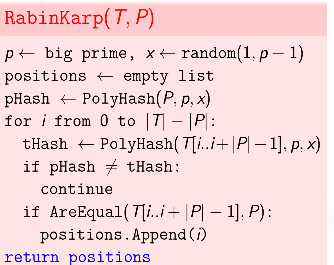 RabinKarp(T, P)
p ← big prime, x ← random(1, p − 1)
positions ← empty list
pHash ← PolyHash(P, p, x)
for i from 0 to |T| − |P|:
tHash ← PolyHash(T[i..i + |P| − 1], p, x)
if pHash ≠ tHash:
continue
if AreEqual(T[i..i + |P| − 1], P):
positions.Append(i)
return positions